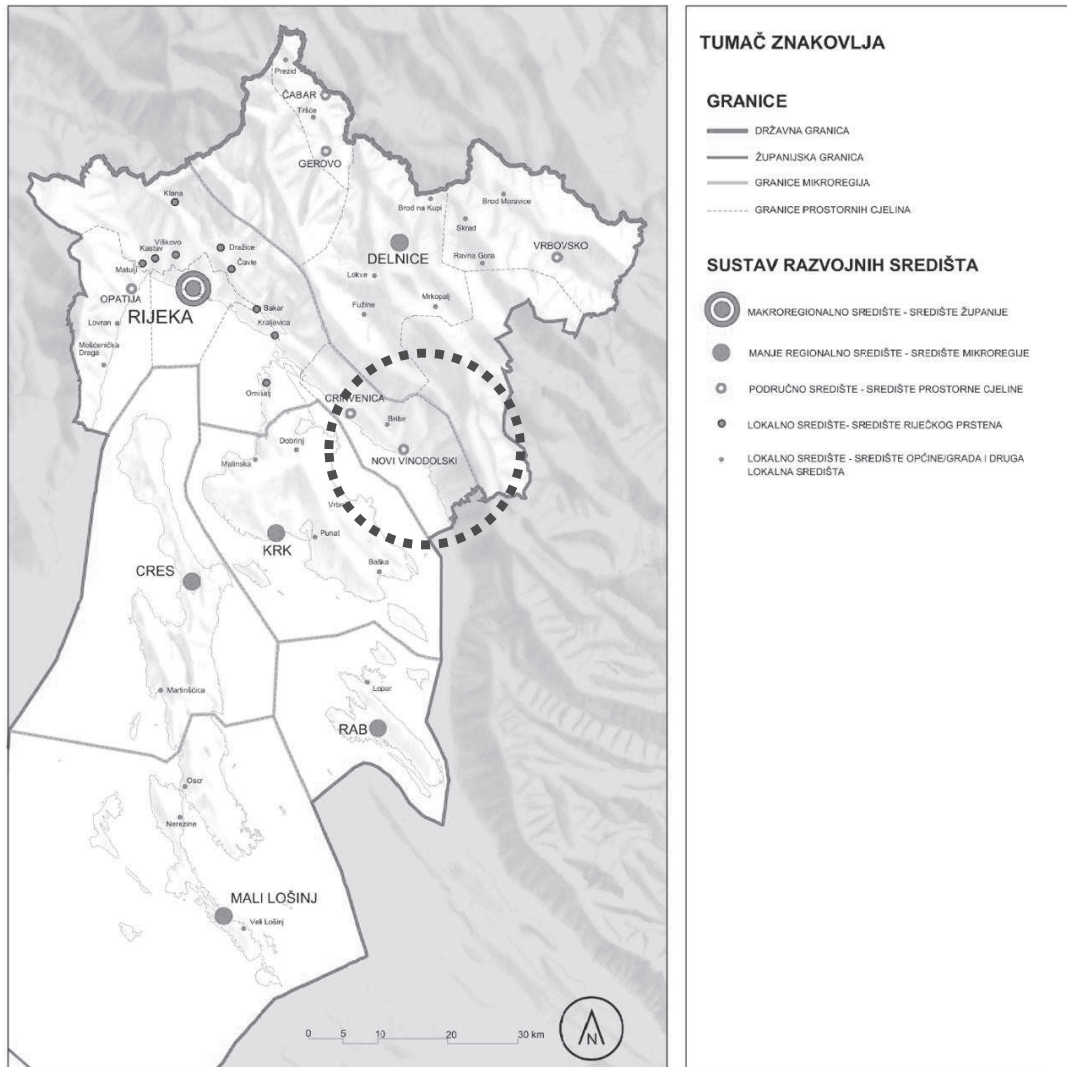 Prezid
ČABAR
Tršće
GEROVO
Klana
Brod na Kupi
Brod Moravice
Skrad
Viškovo
Kastav
Dražice
DELNICE
VRBOVSKO
Ravna Gora
Matulji
Čavle
Lokve
OPATIJA
RIJEKA
Bakar
Fužine
Mrkopalj
Lovran
Kraljevica
Mošćenička
Draga
Omišalj
CRIKVENICA
Bribir
Dobrinj
Malinska
NOVI VINODOLSKI
Punat
KRK
Baška
CRES
Martinšćica
Lopar
RAB
Nerezine
MALI LOŠINJ
Veli Lošinj
0 5 10 20 30 km
N
TUMAČ ZNAKOVLJA
GRANICE
DRŽAVNA GRANICA
ŽUPANIJSKA GRANICA
GRANICE MIKROREGIJA
GRANICE PROSTORNIH CJELINA
SUSTAV RAZVOJNIH SREDIŠTA
MAKROREGIONALNO SREDIŠTE - SREDIŠTE ŽUPANIJE
MANJE REGIONALNO SREDIŠTE - SREDIŠTE MIKROREGIJE
PODRUČNO SREDIŠTE - SREDIŠTE PROSTORNE CJELINE
LOKALNO SREDIŠTE- SREDIŠTE RIJEČKOG PRSTENA
LOKALNO SREDIŠTE - SREDIŠTE OPĆINE/GRADA I DRUGA
LOKALNA SREDIŠTA